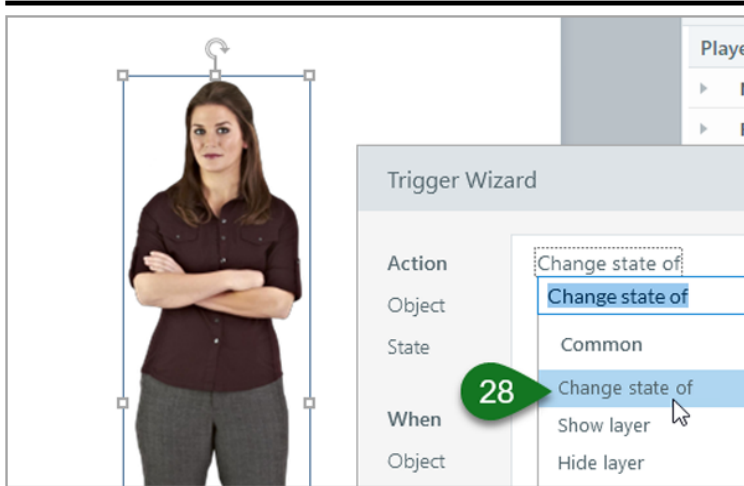 Trigger Wizard
Action
Change state of
Object
Change state of
State
Common
28
Change state of
When
Show layer
Object
Hide layer